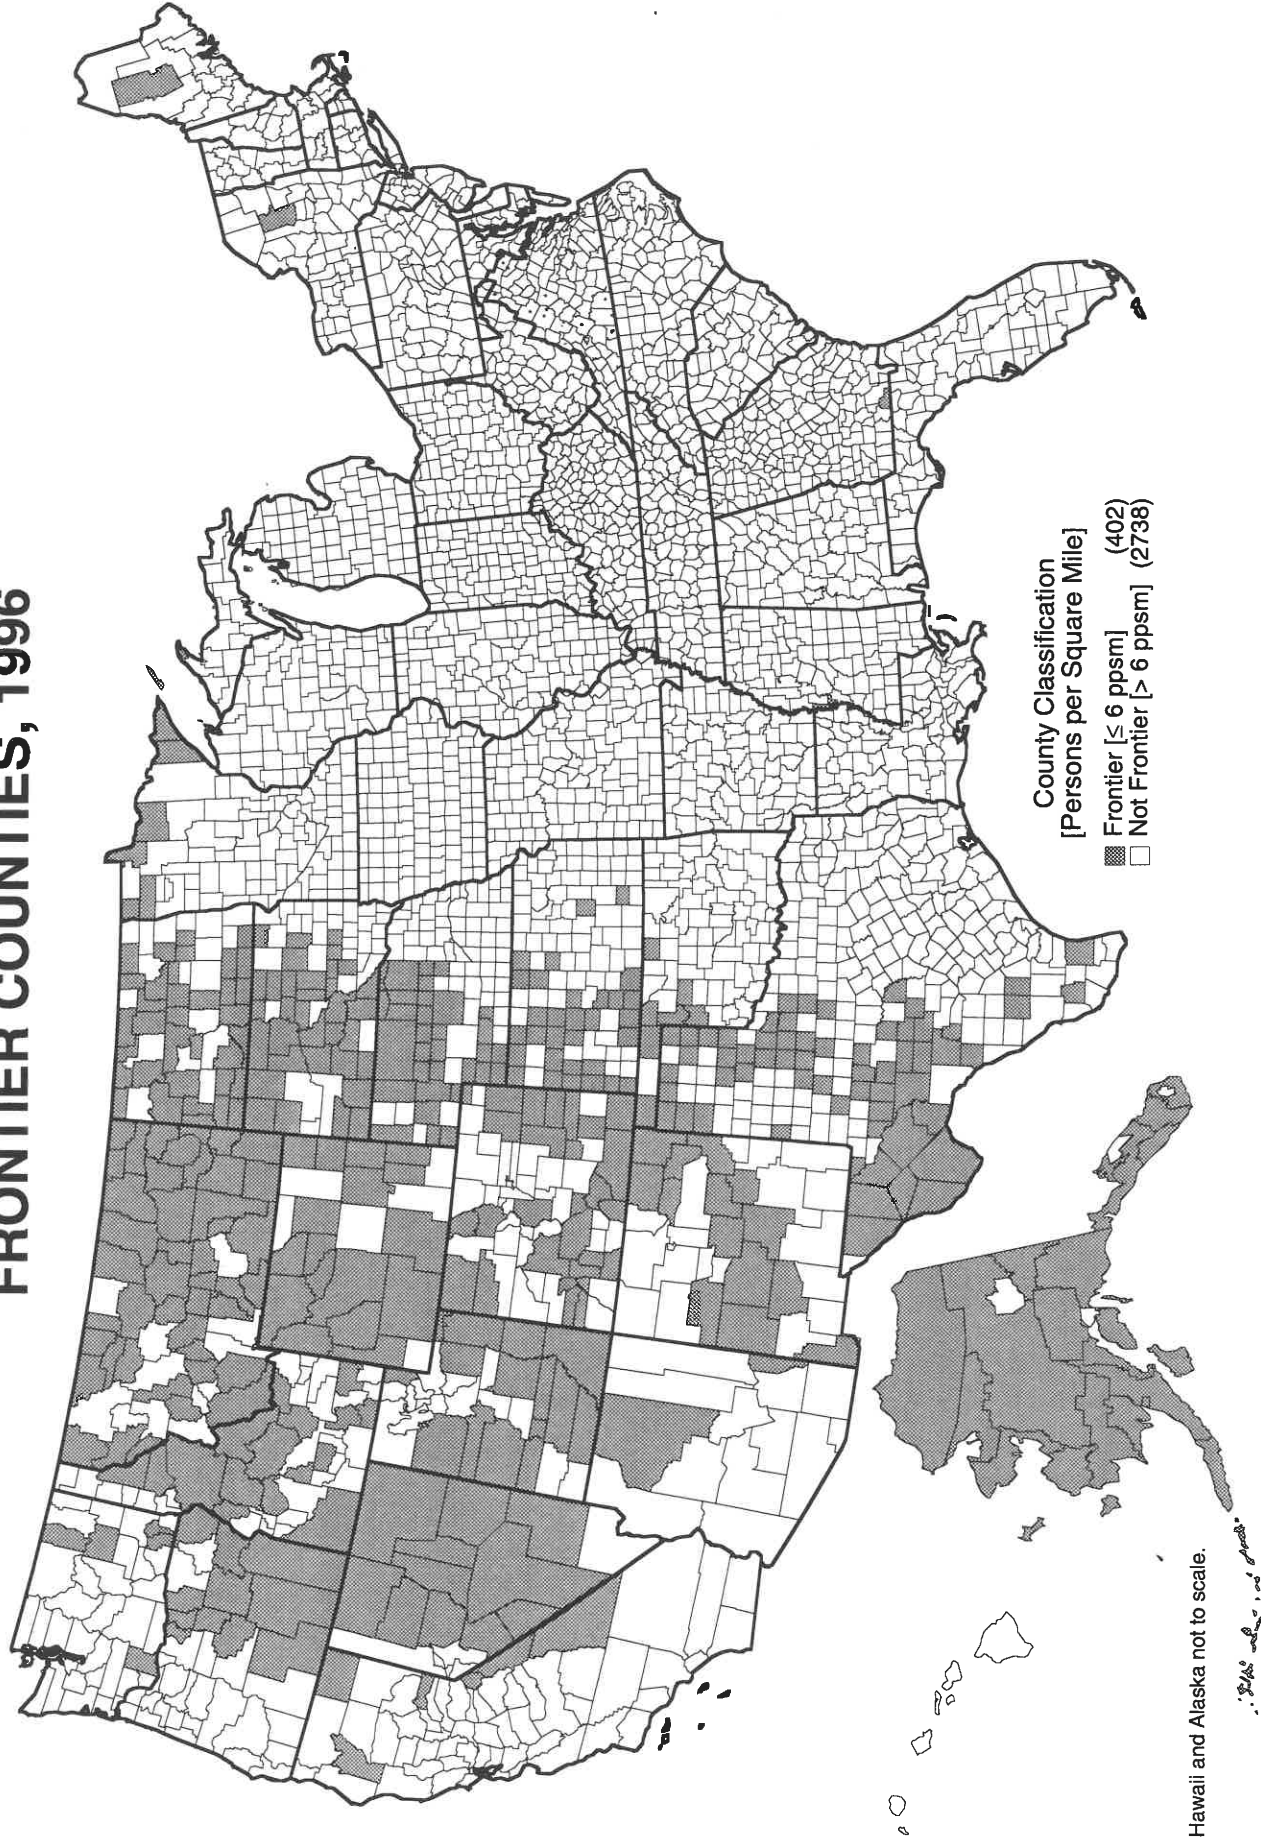 FRONTIER COUNTIES, 1996
County Classification
[Persons per Square Mile]
Frontier [≤ 6 ppsm] (402)
Not Frontier [> 6 ppsm] (2738)
Hawaii and Alaska not to scale.